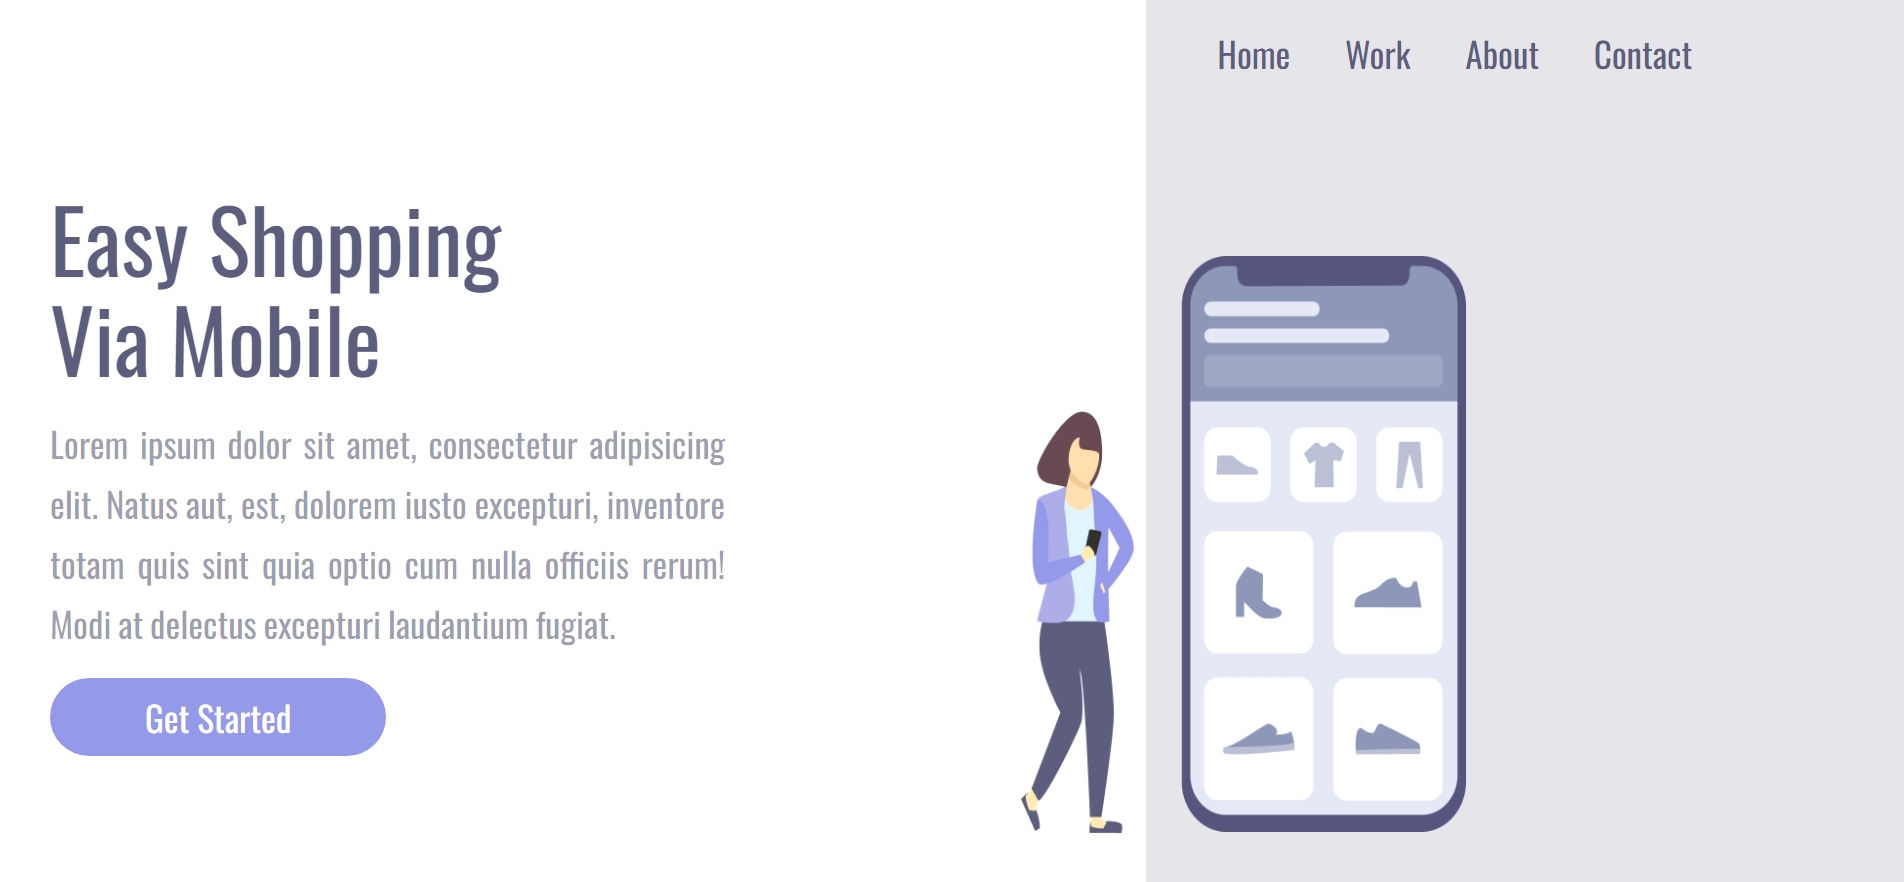 Home Work About Contact
Easy Shopping
Via Mobile
Lorem ipsum dolor sit amet, consectetur adipisicing
elit. Natus aut, est, dolorem iusto excepturi, inventore
totam quis sint quia optio cum nulla officiis rerum!
Modi at delectus excepturi laudantium fugiat.
Get Started